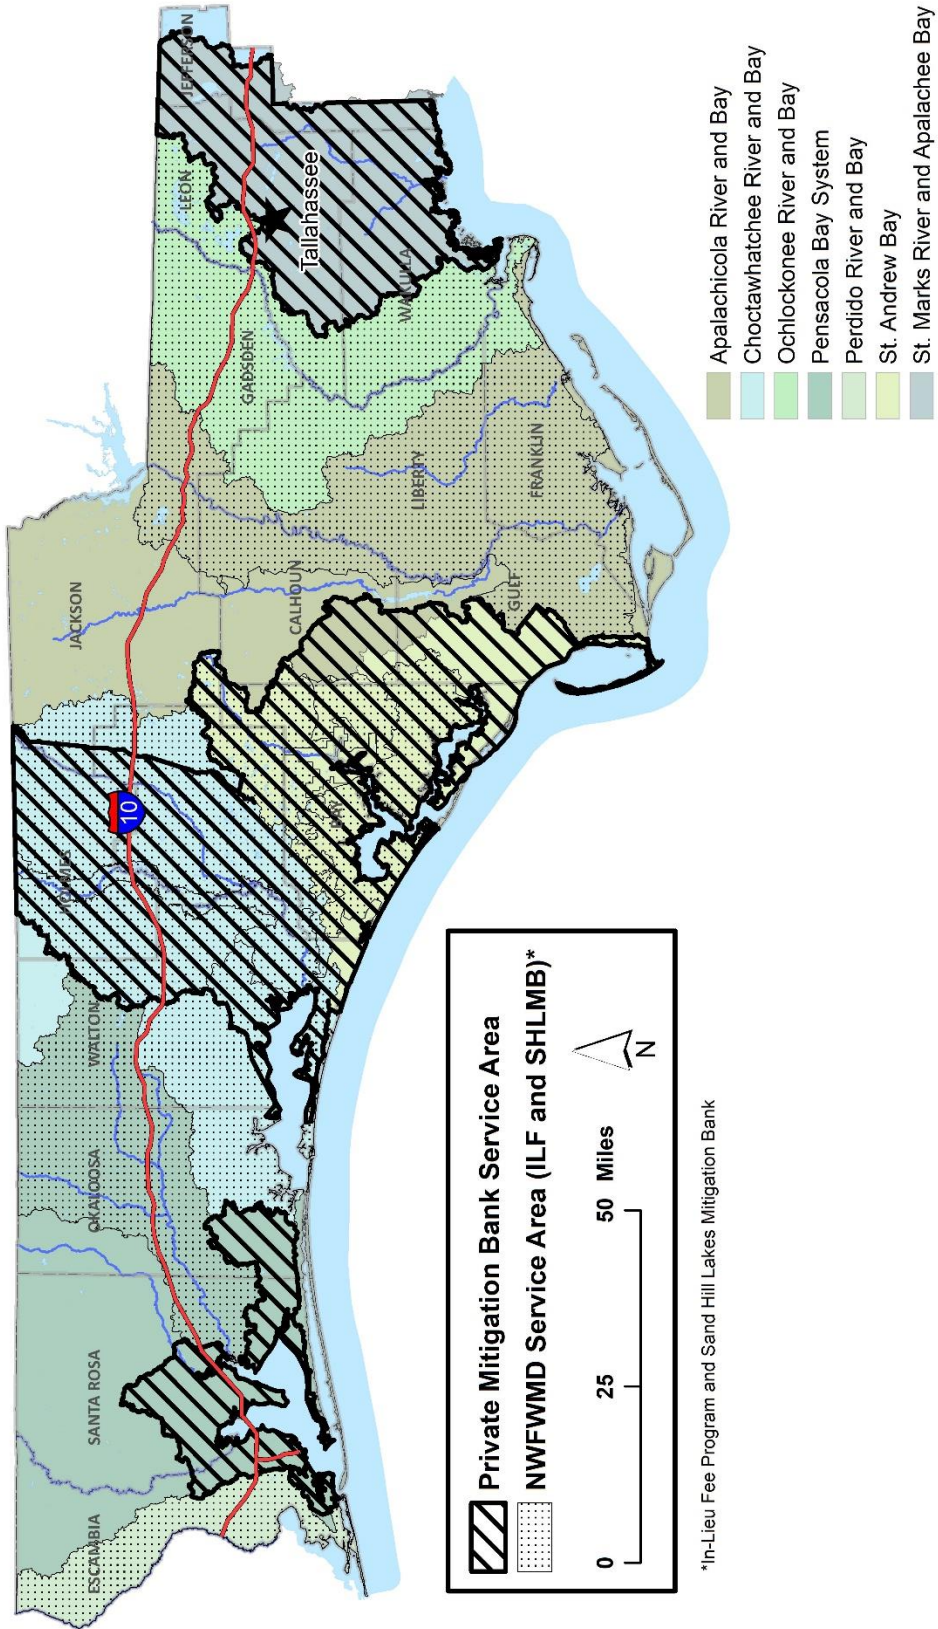 ESCAMBIA
SANTA ROSA
OKALOOSA
WALTON
HOLMES
JACKSON
BAY
CALHOUN
GULF
LIBERTY
FRANKLIN
GADSDEN
LEON
WAKULLA
JEFFERSON
10
Tallahassee
Private Mitigation Bank Service Area
NWFWMD Service Area (ILF and SHLMB)*
0 25 50 Miles
N
*In-Lieu Fee Program and Sand Hill Lakes Mitigation Bank
Apalachicola River and Bay
Choctawhatchee River and Bay
Ochlockonee River and Bay
Pensacola Bay System
Perdido River and Bay
St. Andrew Bay
St. Marks River and Apalachee Bay